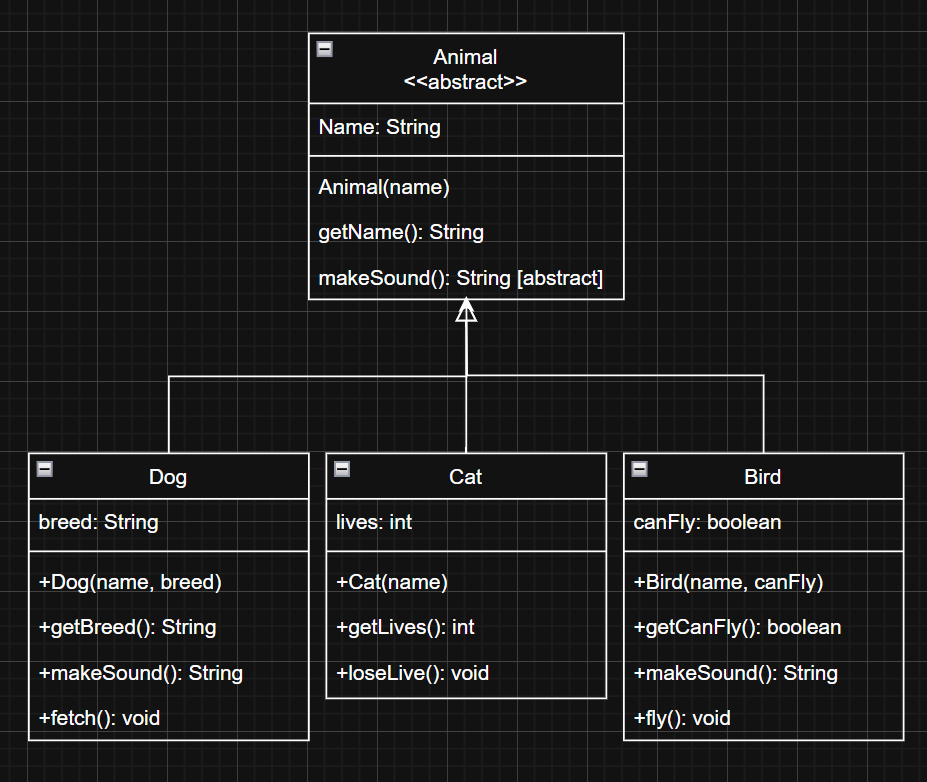 Animal
<<abstract>>
Name: String
Animal(name)
getName(): String
makeSound(): String [abstract]
Dog
breed: String
+Dog(name, breed)
+getBreed(): String
+makeSound(): String
+fetch(): void
Cat
lives: int
+Cat(name)
+getLives(): int
+loseLive(): void
Bird
canFly: boolean
+Bird(name, canFly)
+getCanFly(): boolean
+makeSound(): String
+fly(): void